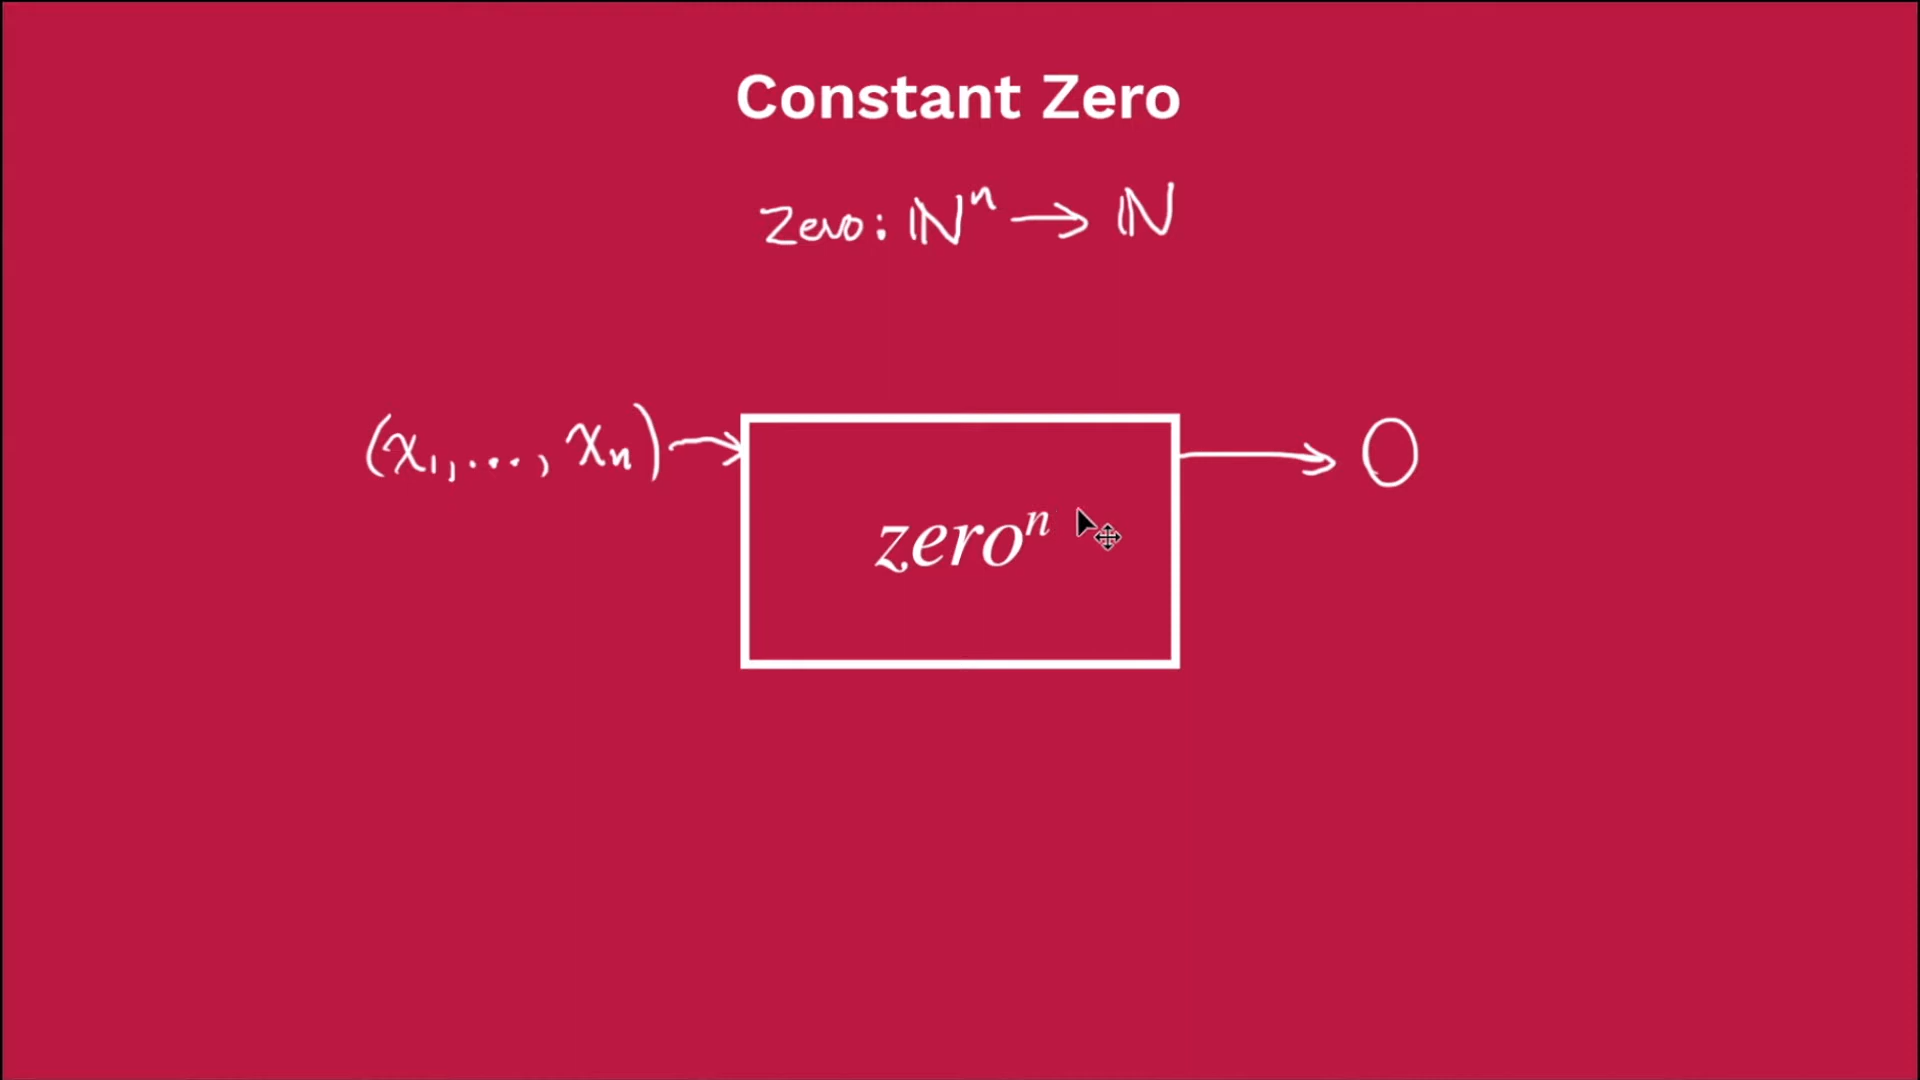 Constant Zero
Zero: ℕⁿ → ℕ
(x₁, ..., xₙ) → zeroⁿ → 0